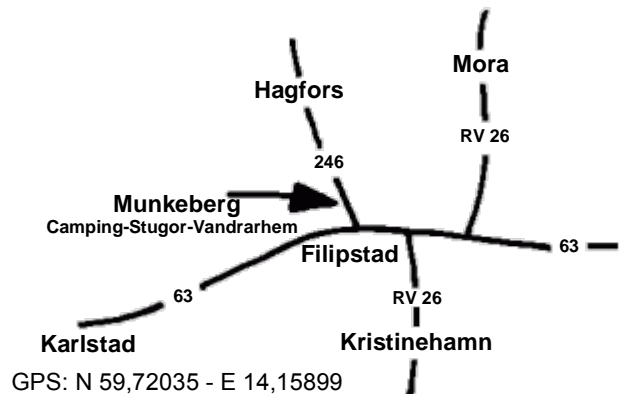 Mora
Hagfors
RV 26
246
Munkeberg
Camping-Stugor-Vandrarhem
Filipstad
63
63
RV 26
Karlstad
Kristinehamn
GPS: N 59,72035 - E 14,15899